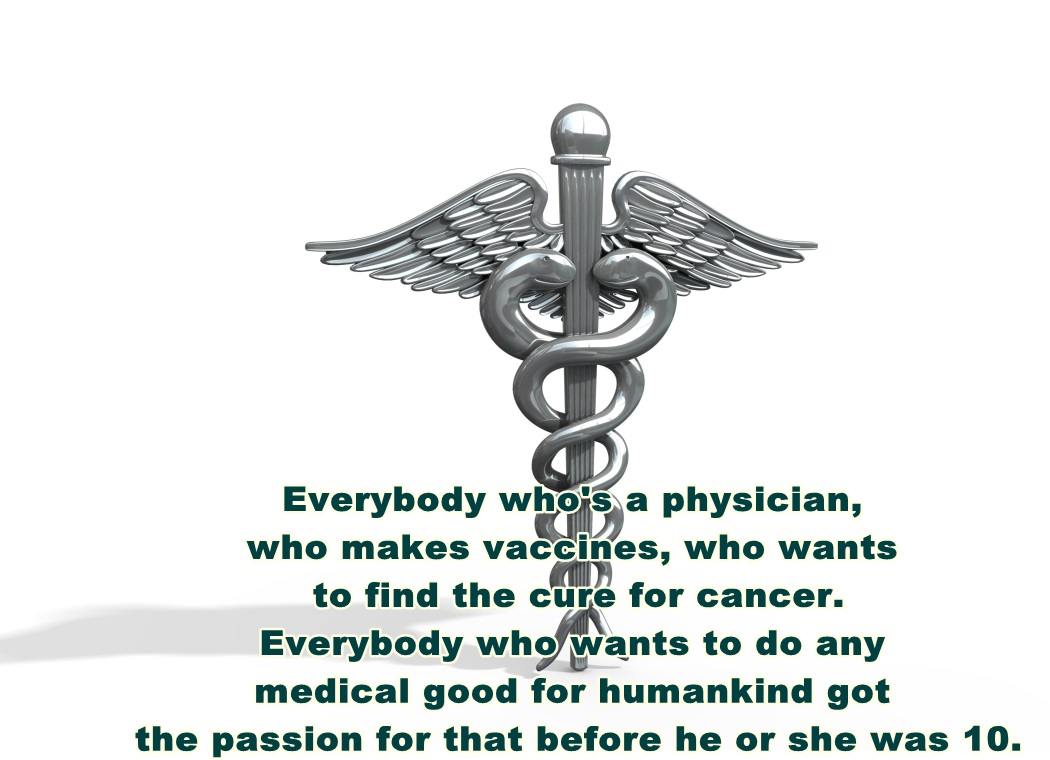 Everybody who's a physician,
who makes vaccines, who wants
to find the cure for cancer.
Everybody who wants to do any
medical good for humankind got
the passion for that before he or she was 10.